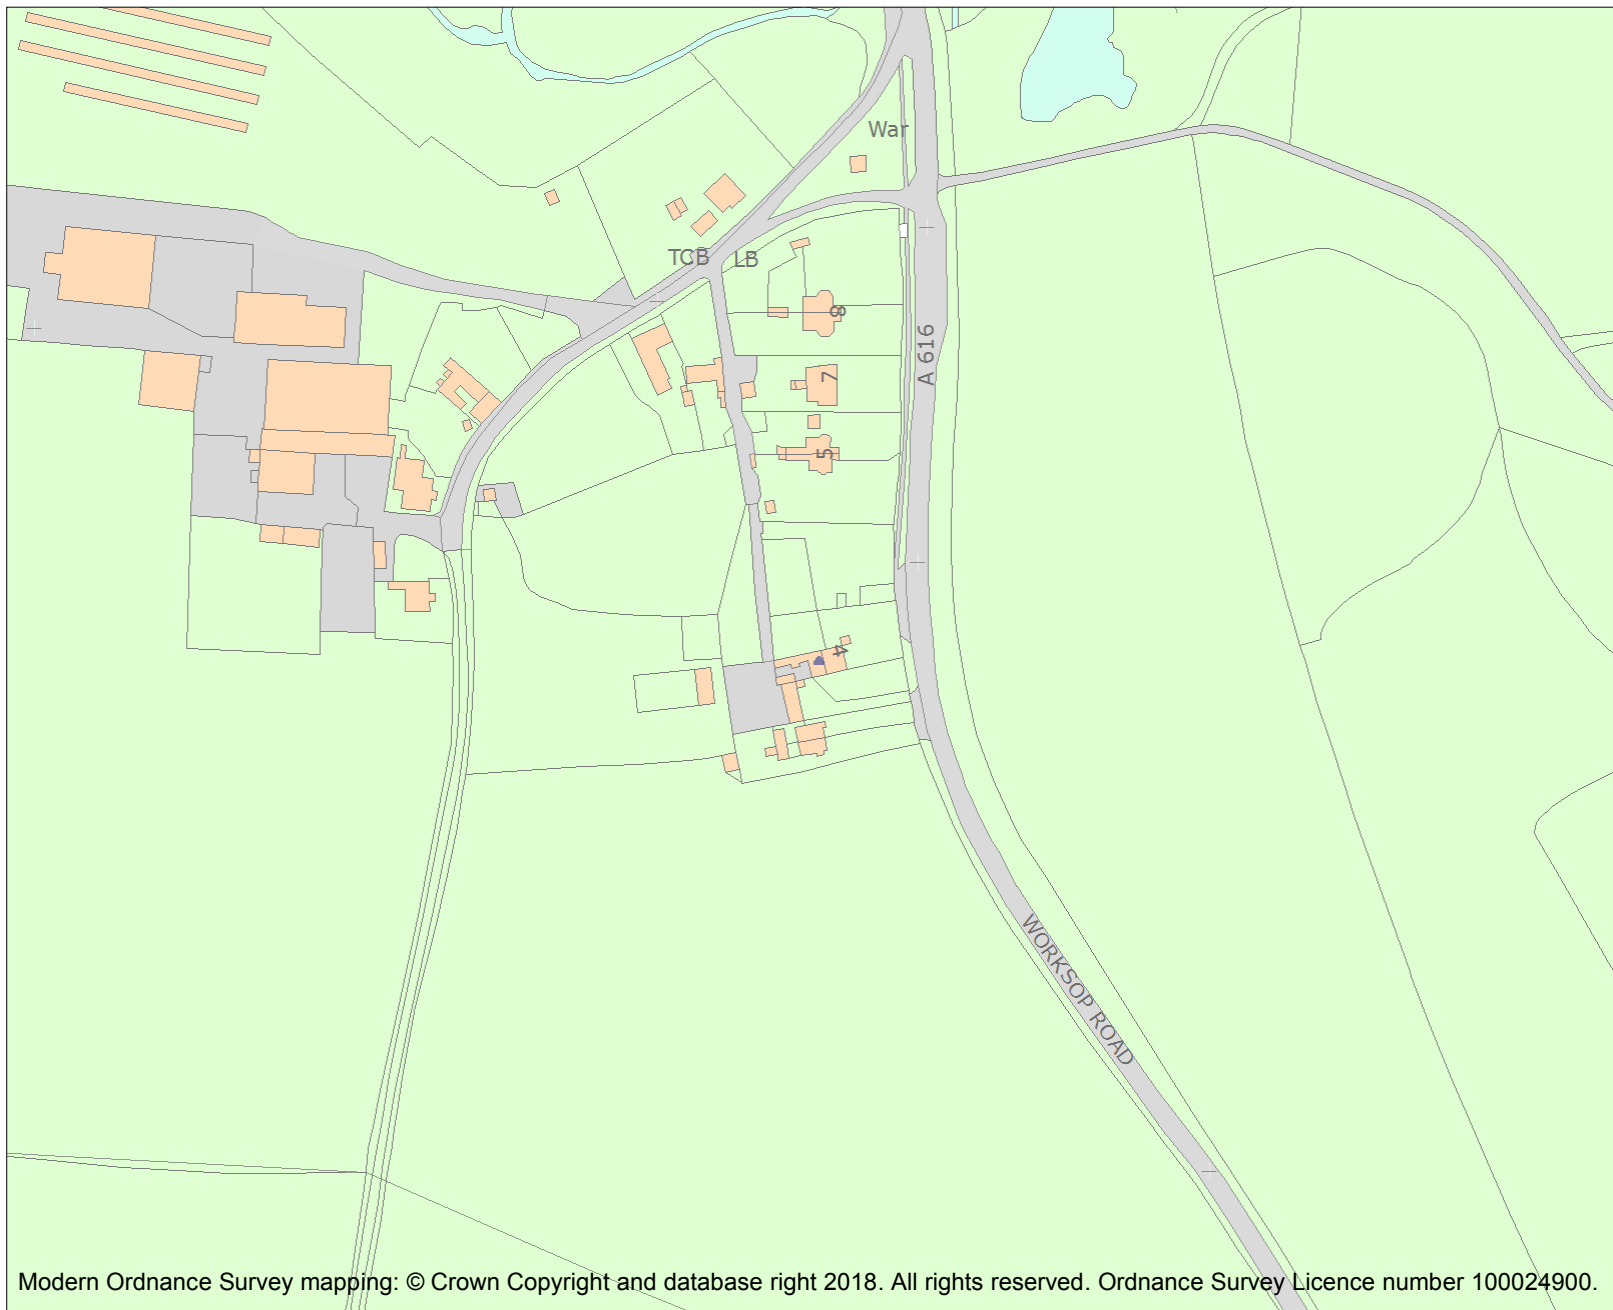 War
TCB
LB
8
A 616
7
5
4
WORKSOP ROAD
Modern Ordnance Survey mapping: © Crown Copyright and database right 2018. All rights reserved. Ordnance Survey Licence number 100024900.